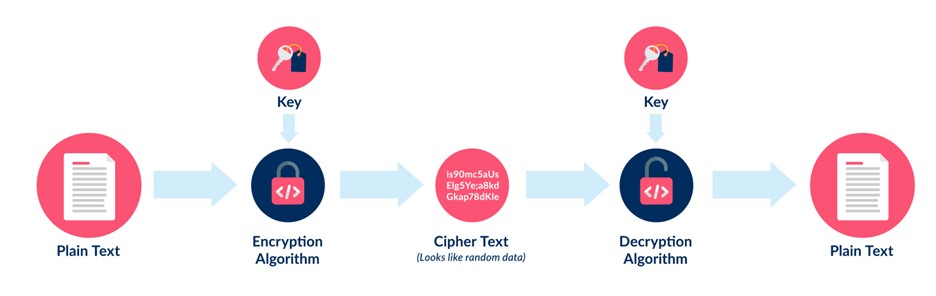 Key
Key
is90mc5aUs
Elg5Ye;a8kd
Gkap78dKle
Plain Text
Encryption
Algorithm
Cipher Text
(Looks like random data)
Decryption
Algorithm
Plain Text